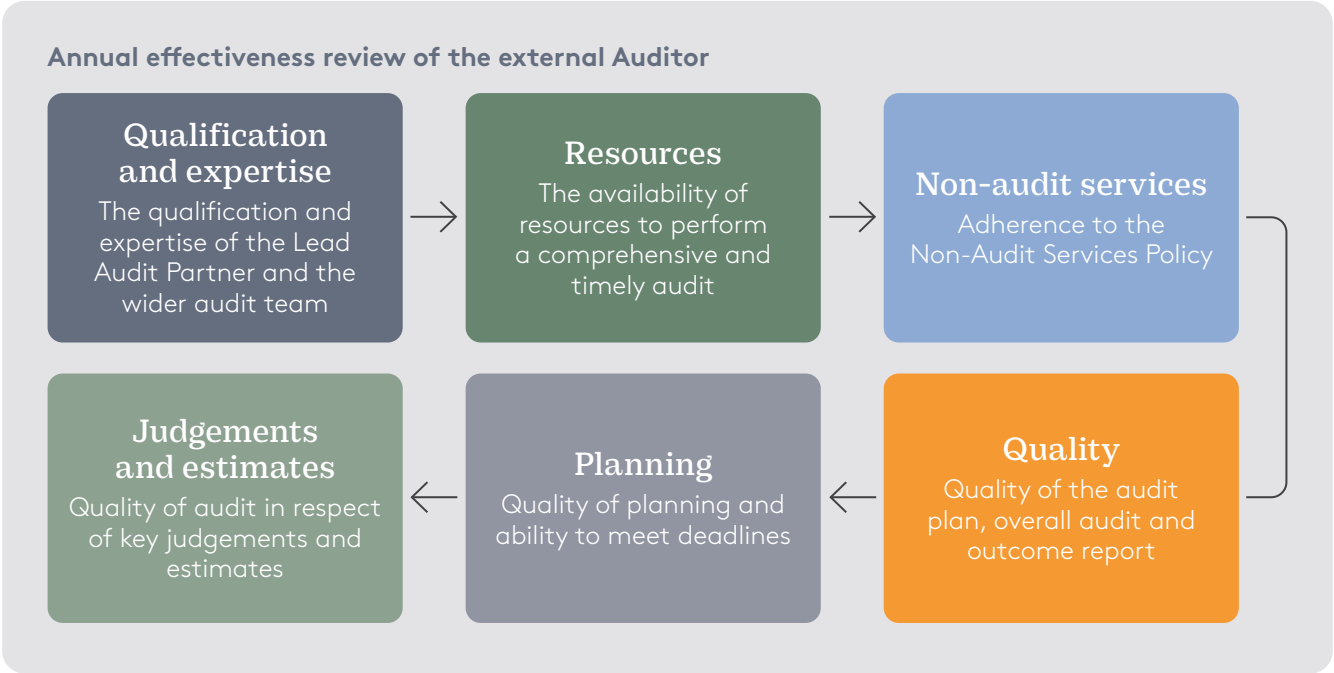 Annual effectiveness review of the external Auditor
Qualification
and expertise
The qualification and
expertise of the Lead
Audit Partner and the
wider audit team
Resources
The availability of
resources to perform
a comprehensive and
timely audit
Non-audit services
Adherence to the
Non-Audit Services Policy
Quality
Quality of the audit
plan, overall audit and
outcome report
Planning
Quality of planning and
ability to meet deadlines
Judgements
and estimates
Quality of audit in respect
of key judgements and
estimates